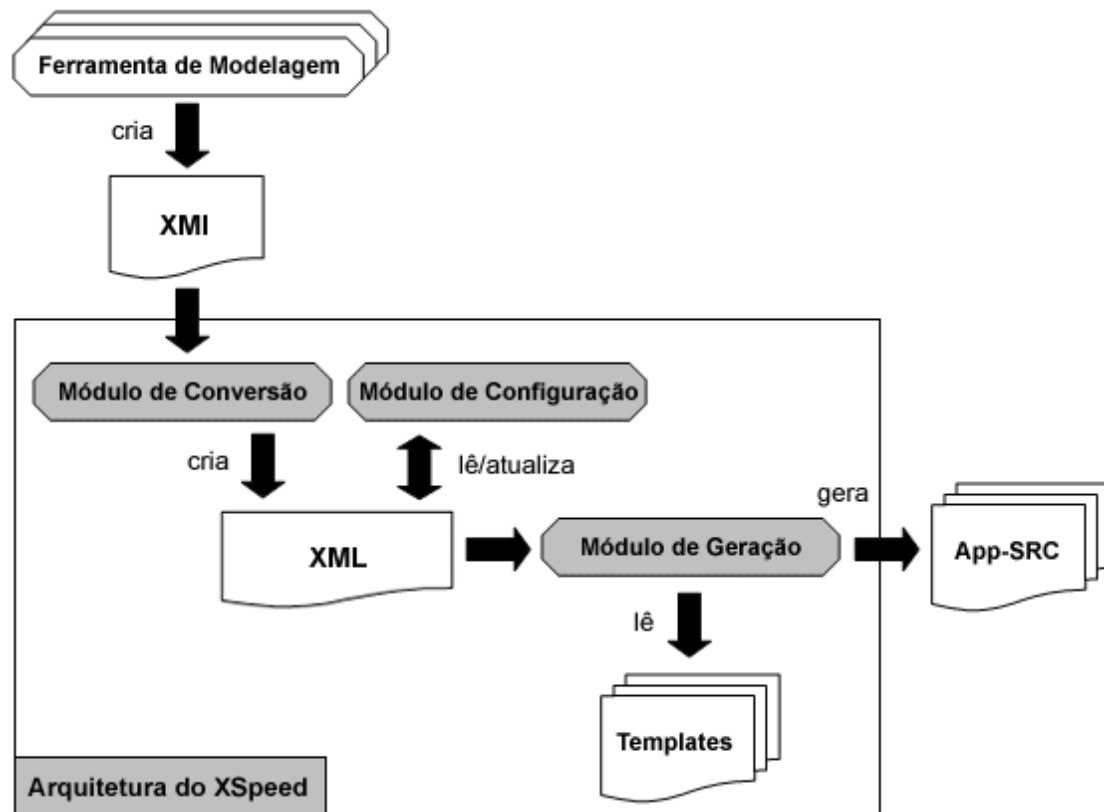 Ferramenta de Modelagem
cria
XMI
Módulo de Conversão
Módulo de Configuração
cria
lê/atualiza
gera
XML
Módulo de Geração
App-SRC
lê
Templates
Arquitetura do XSpeed